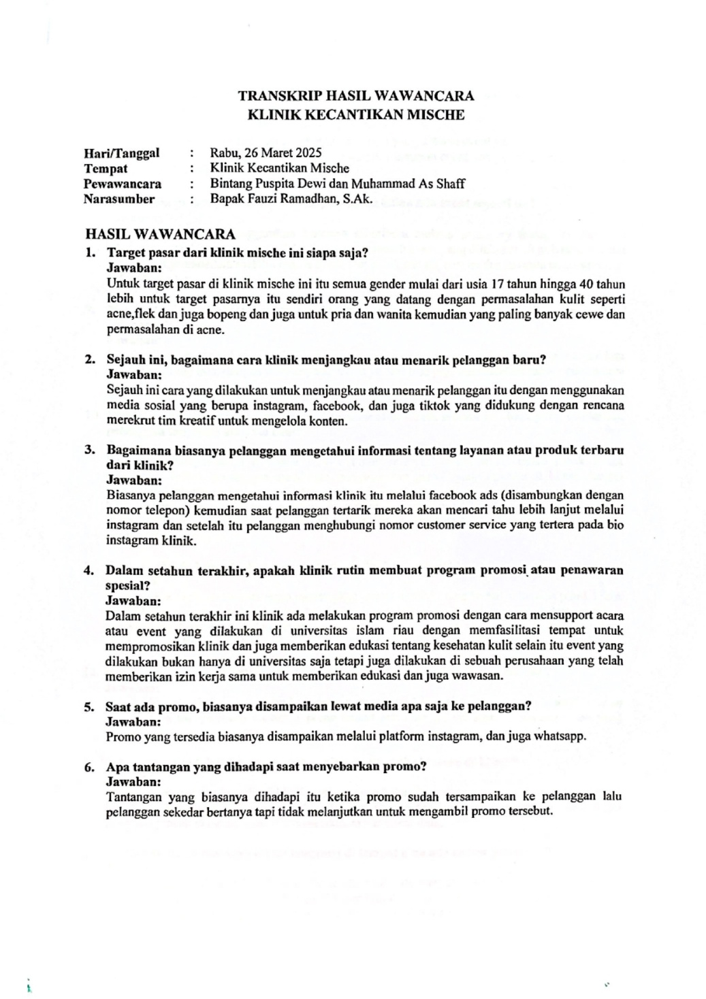 TRANSKRIP HASIL WAWANCARA
KLINIK KECANTIKAN MISCHE
Hari/Tanggal : Rabu, 26 Maret 2025
Tempat : Klinik Kecantikan Mische
Pewawancara : Bintang Puspita Dewi dan Muhammad As Shaff
Narasumber : Bapak Fauzi Ramadhan, S.Ak.
HASIL WAWANCARA
1. Target pasar dari klinik mische ini siapa saja?
Jawaban:
Untuk target pasar di klinik mische ini itu semua gender mulai dari usia 17 tahun hingga 40 tahun
lebih untuk target pasarnya itu sendiri orang yang datang dengan permasalahan kulit seperti
acne,flek dan juga bopeng dan juga untuk pria dan wanita kemudian yang paling banyak cewe dan
permasalahan di acne.
2. Sejauh ini, bagaimana cara klinik menjangkau atau menarik pelanggan baru?
Jawaban:
Sejauh ini cara yang dilakukan untuk menjangkau atau menarik pelanggan itu dengan menggunakan
media sosial yang berupa instagram, facebook, dan juga tiktok yang didukung dengan rencana
merekrut tim kreatif untuk mengelola konten.
3. Bagaimana biasanya pelanggan mengetahui informasi tentang layanan atau produk terbaru
dari klinik?
Jawaban:
Biasanya pelanggan mengetahui informasi klinik itu melalui facebook ads (disambungkan dengan
nomor telepon) kemudian saat pelanggan tertarik mereka akan mencari tahu lebih lanjut melalui
instagram dan setelah itu pelanggan menghubungi nomor customer service yang tertera pada bio
instagram klinik.
4. Dalam setahun terakhir, apakah klinik rutin membuat program promosi atau penawaran
spesial?
Jawaban:
Dalam setahun terakhir ini klinik ada melakukan program promosi dengan cara mensupport acara
atau event yang dilakukan di universitas islam riau dengan memfasilitasi tempat untuk
mempromosikan klinik dan juga memberikan edukasi tentang kesehatan kulit selain itu event yang
dilakukan bukan hanya di universitas saja tetapi juga dilakukan di sebuah perusahaan yang telah
memberikan izin kerja sama untuk memberikan edukasi dan juga wawasan.
5. Saat ada promo, biasanya disampaikan lewat media apa saja ke pelanggan?
Jawaban:
Promo yang tersedia biasanya disampaikan melalui platform instagram, dan juga whatsapp.
6. Apa tantangan yang dihadapi saat menyebarkan promo?
Jawaban:
Tantangan yang biasanya dihadapi itu ketika promo sudah tersampaikan ke pelanggan lalu
pelanggan sekedar bertanya tapi tidak melanjutkan untuk mengambil promo tersebut.